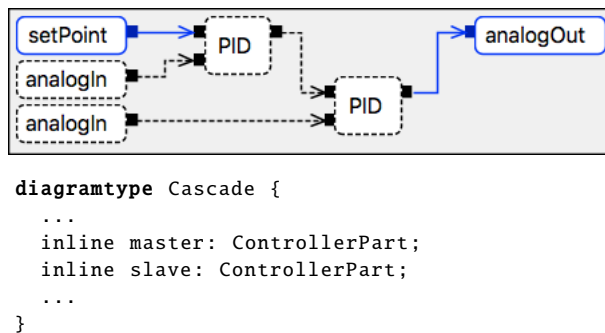 setPoint PID analogOut
analogIn
analogIn PID
diagramtype Cascade {
...
inline master: ControllerPart;
inline slave: ControllerPart;
...
}